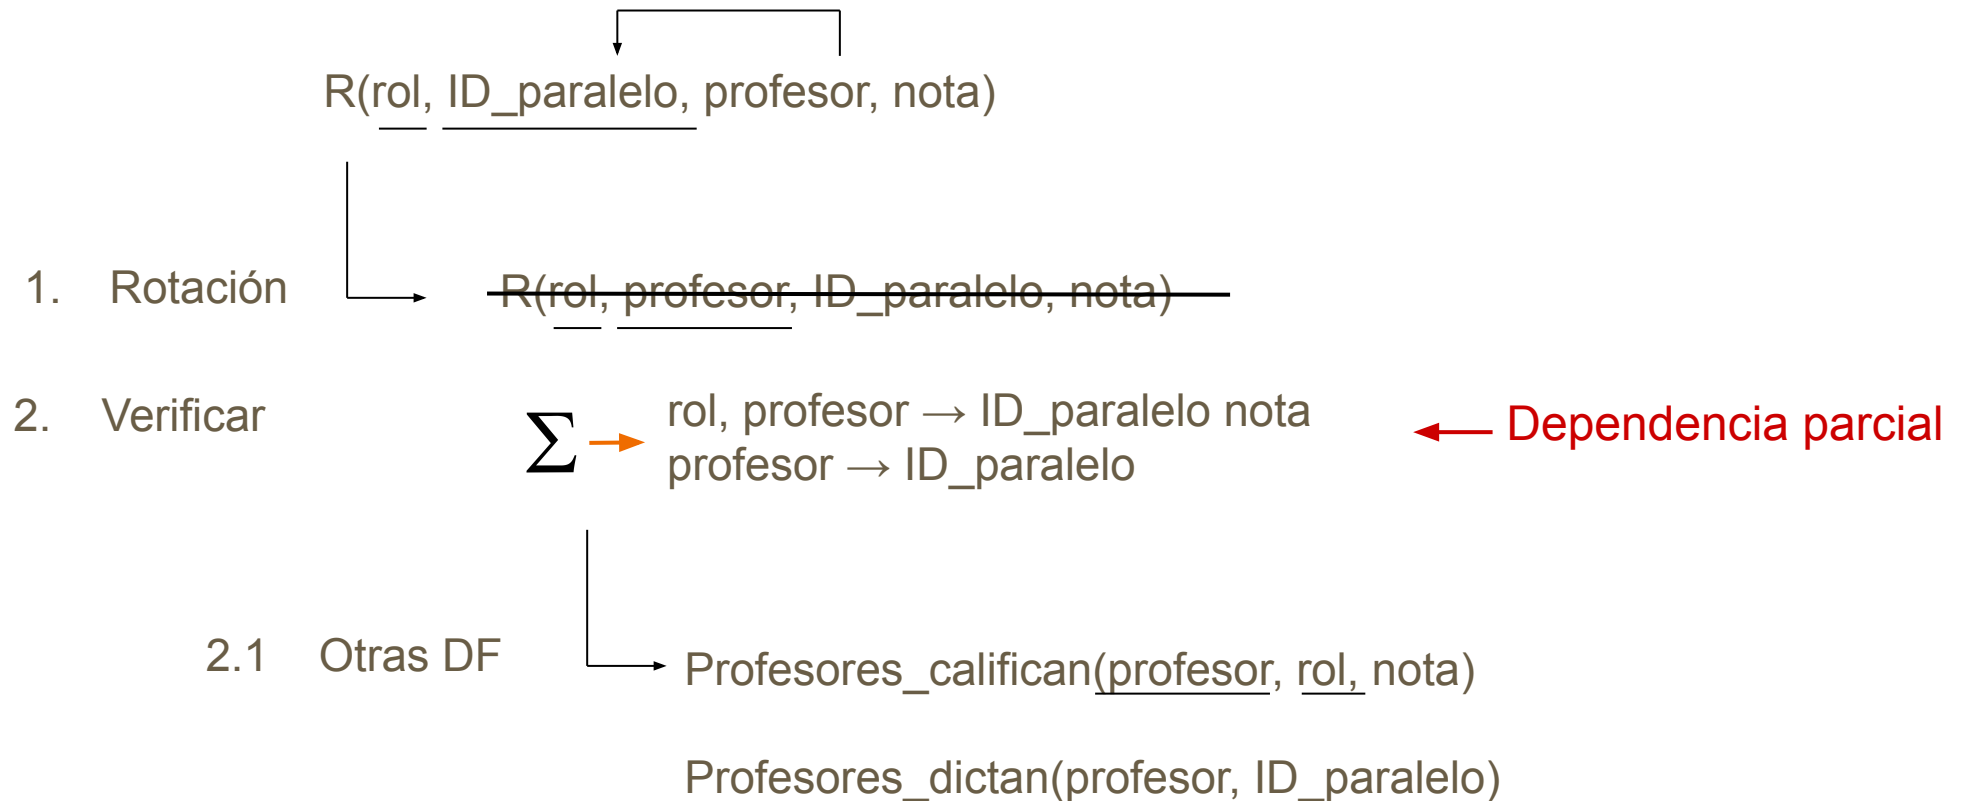 R(rol, ID_paralelo, profesor, nota)
1. Rotación R(rol, profesor, ID_paralelo, nota)
2. Verificar ∑ rol, profesor → ID_paralelo nota
profesor → ID_paralelo
Dependencia parcial
2.1 Otras DF Profesores_califican(profesor, rol, nota)
Profesores_dictan(profesor, ID_paralelo)